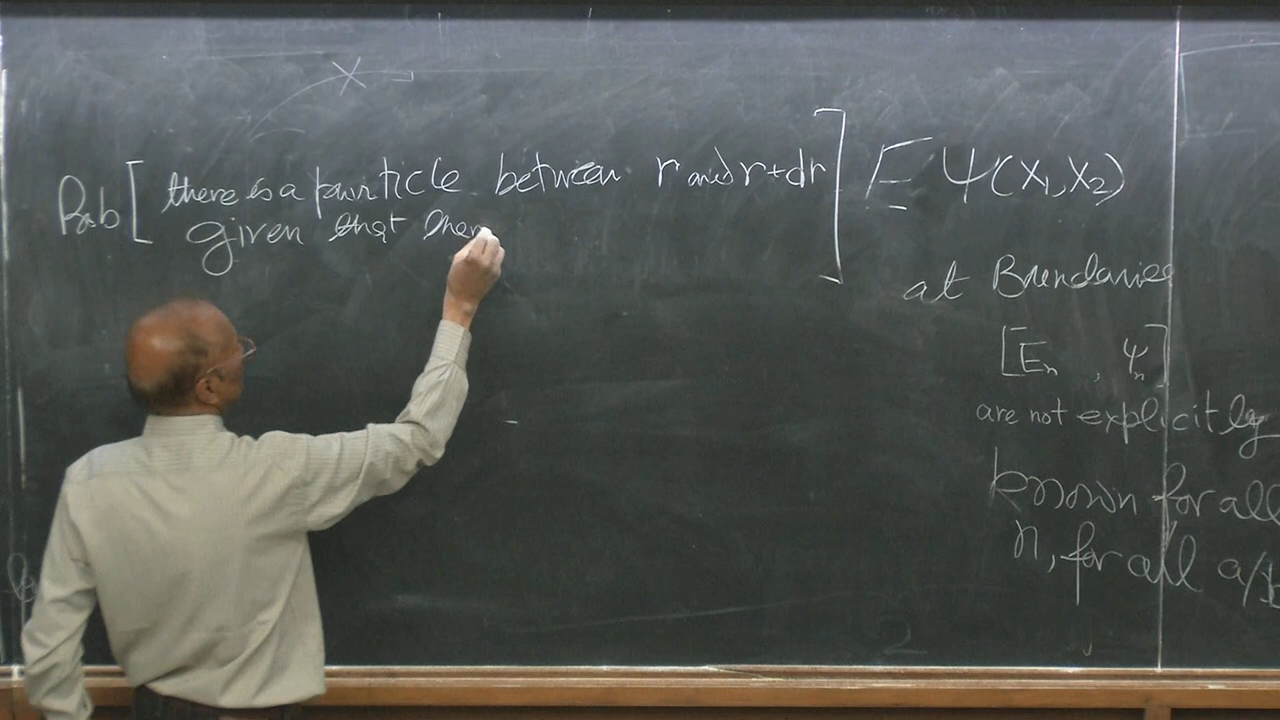 Prob [ there is a particle between r and r+dr ] E Ψ(x₁, x₂)
given that ther
at Boundaries
[Eₙ , Ψₙ]
are not explicitly
known for all
n, for all a/b